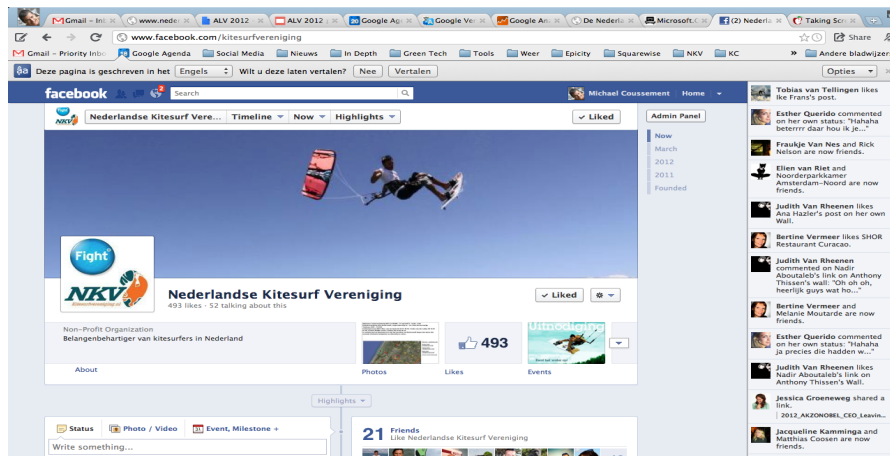 Gmail – Inb
www.nede
ALV 2012 –
ALV 2012
Google Age
Google Ver
Google Ana
De Nederla
Microsoft.C
(2) Nederla
Taking Scr
www.facebook.com/kitesurfvereniging
Share
Gmail – Priority Inbo
Google Agenda
Social Media
Nieuws
In Depth
Green Tech
Tools
Weer
Epicity
Squarewise
NKV
KC
»
Andere bladwijzer
Deze pagina is geschreven in het
Engels
Wilt u deze laten vertalen?
Nee
Vertalen
Opties
facebook
2
Search
Michael Coussement
Home
NKV
Nederlandse Kitesurf Vere...
Timeline
Now
Highlights
Liked
Admin Panel
Now
March
2012
2011
Founded
Fight
NKV
Nederlandse Kitesurf Vereniging
493 likes · 52 talking about this
Liked
Non-Profit Organization
Belangenbehartiger van kitesurfers in Nederland
About
Photos
493
Likes
Uitnodiging
Events
Highlights
Status
Photo / Video
31
Event, Milestone +
Write something...
21
Friends
Like Nederlandse Kitesurf Vereniging
Tobias van Tellingen likes
Ike Frans's post.
Esther Querido commented
on her own status: "Hahaha
beterrrr daar hou ik je..."
Fraukje Van Nes and Rick
Nelson are now friends.
Elien van Riet and
Noorderparkkamer
Amsterdam-Noord are now
friends.
Judith Van Rheenen likes
Ana Hazler's post on her own
Wall.
Bertine Vermeer likes SHOR
Restaurant Curacao.
Judith Van Rheenen
commented on Nadir
Aboutaleb's link on Anthony
Thissen's wall: "Oh oh oh,
heerlijk guys wat ho..."
Bertine Vermeer and
Melanie Moutarde are now
friends.
Esther Querido commented
on her own status: "Hahaha
ja precies die hadden w..."
Judith Van Rheenen likes
Nadir Aboutaleb's link on
Anthony Thissen's Wall.
Jessica Groeneweg shared a
link.
2012_AKZONOBEL_CEO_Leavin...
Jacqueline Kamminga and
Matthias Coosen are now
friends.